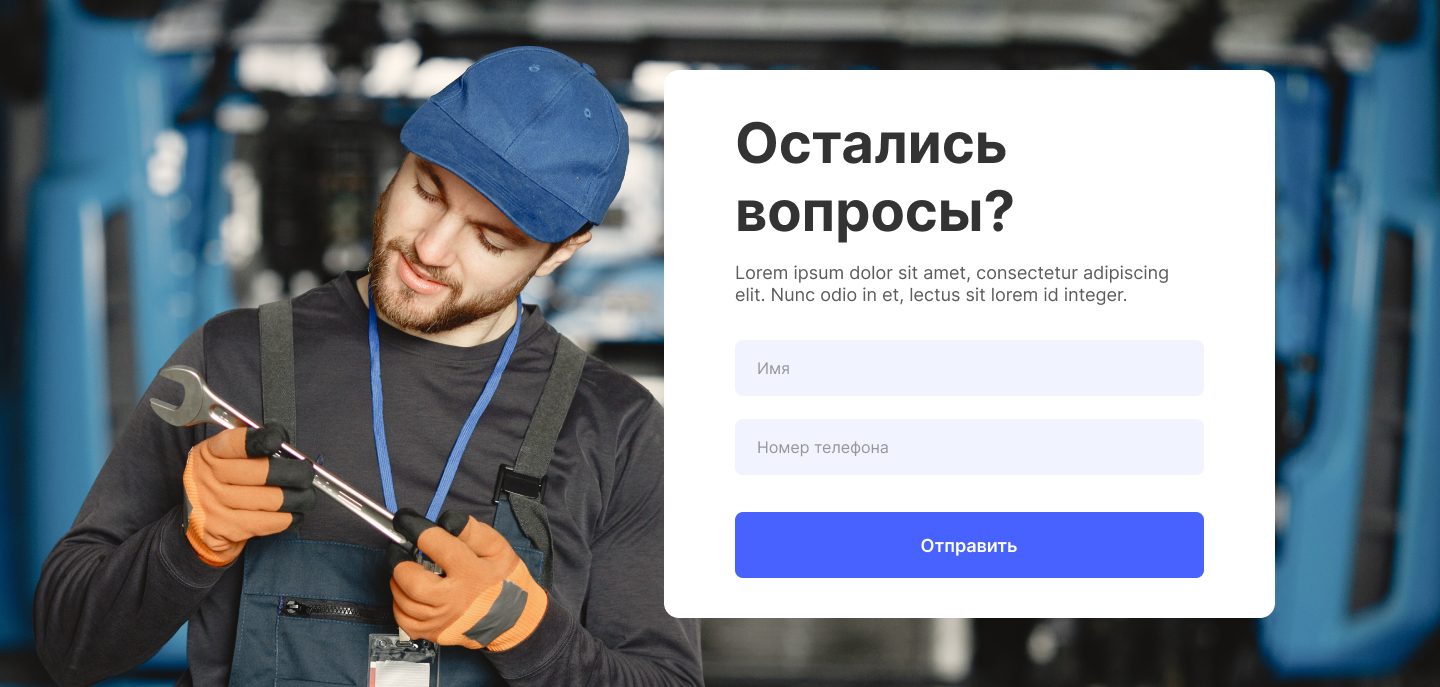 Остались
вопросы?
Lorem ipsum dolor sit amet, consectetur adipiscing
elit. Nunc odio in et, lectus sit lorem id integer.
Имя
Номер телефона
Отправить